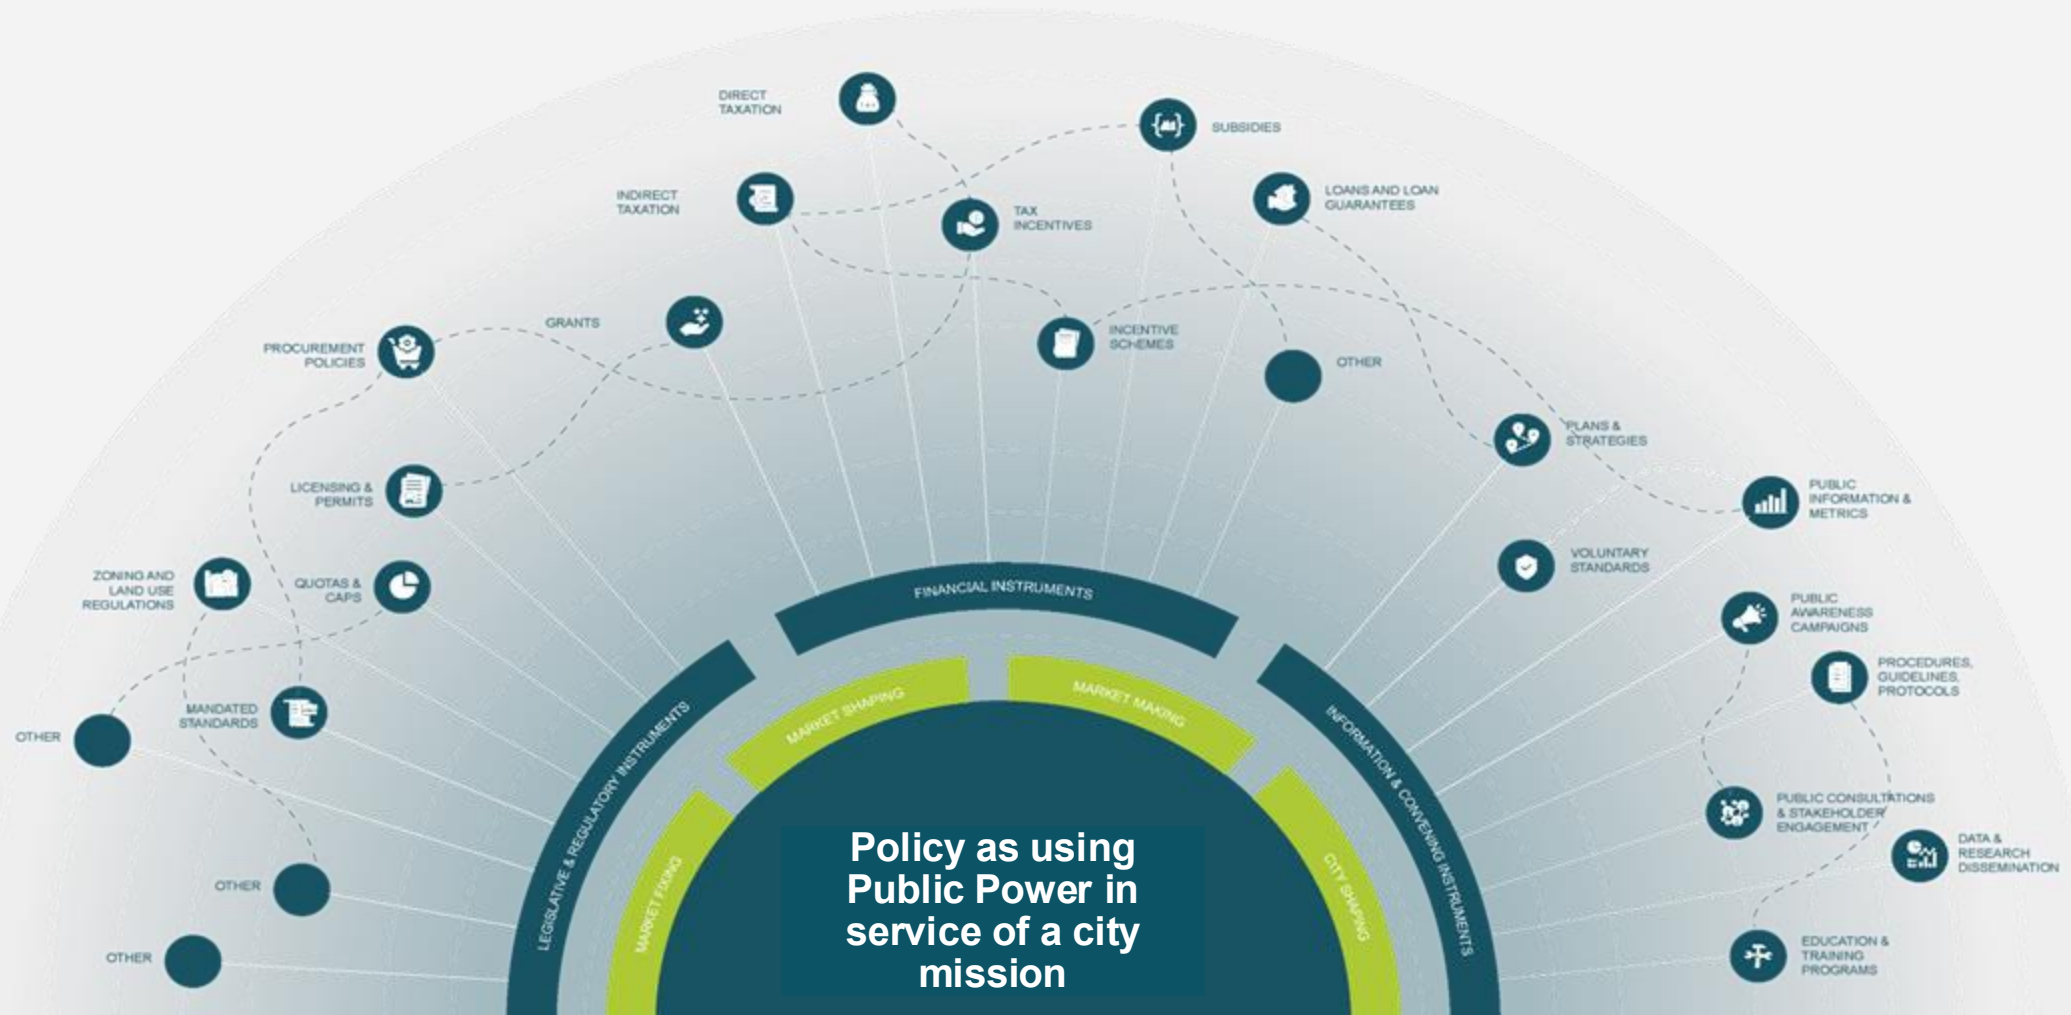 DIRECT
TAXATION
SUBSIDIES
INDIRECT
TAXATION
TAX
INCENTIVES
LOANS AND LOAN
GUARANTEES
GRANTS
PROCUREMENT
POLICIES
INCENTIVE
SCHEMES
OTHER
PLANS &
STRATEGIES
LICENSING &
PERMITS
PUBLIC
INFORMATION &
METRICS
ZONING AND
LAND USE
REGULATIONS
QUOTAS &
CAPS
VOLUNTARY
STANDARDS
PUBLIC
AWARENESS
CAMPAIGNS
PROCEDURES,
GUIDELINES,
PROTOCOLS
MANDATED
STANDARDS
OTHER
OTHER
OTHER
PUBLIC CONSULTATIONS
& STAKEHOLDER
ENGAGEMENT
DATA &
RESEARCH
DISSEMINATION
EDUCATION &
TRAINING
PROGRAMS
LEGISLATIVE & REGULATORY INSTRUMENTS
FINANCIAL INSTRUMENTS
INFORMATION & CONVENING INSTRUMENTS
MARKET FIXING
MARKET SHAPING
MARKET MAKING
CITY SHAPING
Policy as using
Public Power in
service of a city
mission